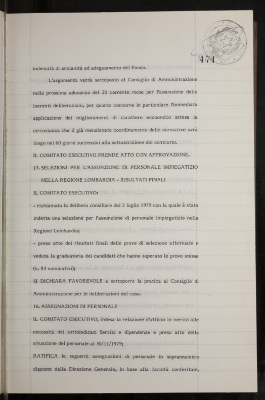 indennità di anzianità ad adeguamento del Fondo.
L'argomento verrà sottoposto al Consiglio di Amministrazione
nella prossima adunanza del 20 corrente mese per l'assunzione delle
inerenti deliberazioni, per quanto concerne in particolare l'immediata
applicazione dei miglioramenti di carattere economico attesa la
circostanza che il già menzionato coordinamento delle normative avrà
luogo nei 60 giorni successivi alla sottoscrizione del contratto.
IL COMITATO ESECUTIVO PRENDE ATTO CON APPROVAZIONE.
SELEZIONI PER L'ASSUNZIONE DI PERSONALE IMPIEGATIZIO
NELLA REGIONE LOMBARDIA - RISULTATI FINALI
IL COMITATO ESECUTIVO:
- richiamata la delibera consiliare del 2 luglio 1979 con la quale è stata
indetta una selezione per l'assunzione di personale impiegatizio nella
Regione Lombardia;
- preso atto dei risultati finali delle prove di selezione effettuate e
veduta la graduatoria dei candidati che hanno superato le prove stesse
(n. 83 nominativi);
SI DICHIARA FAVOREVOLE a sottoporre la pratica al Consiglio di
Amministrazione per le deliberazioni del caso.
16. ASSEGNAZIONI DI PERSONALE
IL COMITATO ESECUTIVO, intesa la relazione d'ufficio in merito alle
necessità dei sottoindicati Servizi e dipendenze e preso atto della
situazione del personale al 30/11/1979;
RATIFICA le seguenti assegnazioni di personale in soprannumero
disposte dalla Direzione Generale, in base alla facoltà conferitale,